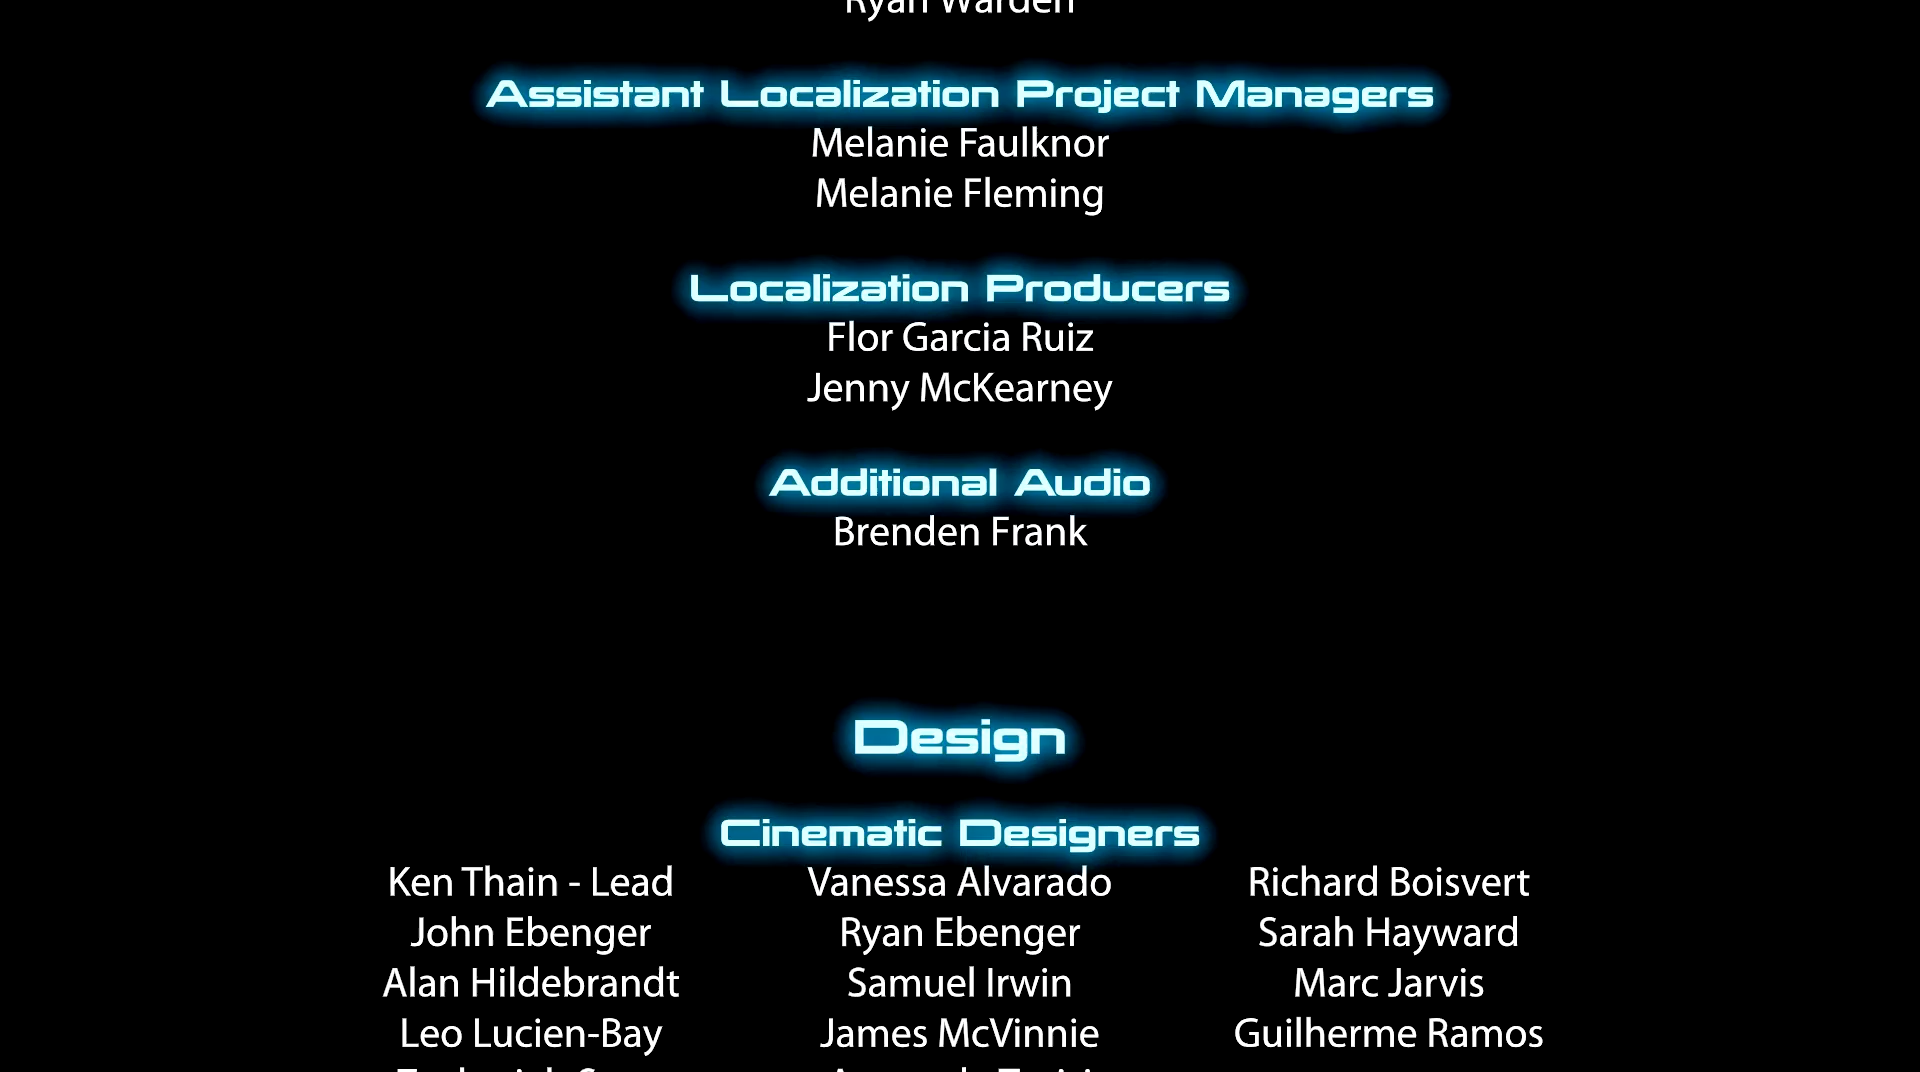 Ryan Warden
Assistant Localization Project Managers
Melanie Faulknor
Melanie Fleming
Localization Producers
Flor Garcia Ruiz
Jenny McKearney
Additional Audio
Brenden Frank
Design
Cinematic Designers
Ken Thain - Lead Vanessa Alvarado Richard Boisvert
John Ebenger Ryan Ebenger Sarah Hayward
Alan Hildebrandt Samuel Irwin Marc Jarvis
Leo Lucien-Bay James McVinnie Guilherme Ramos